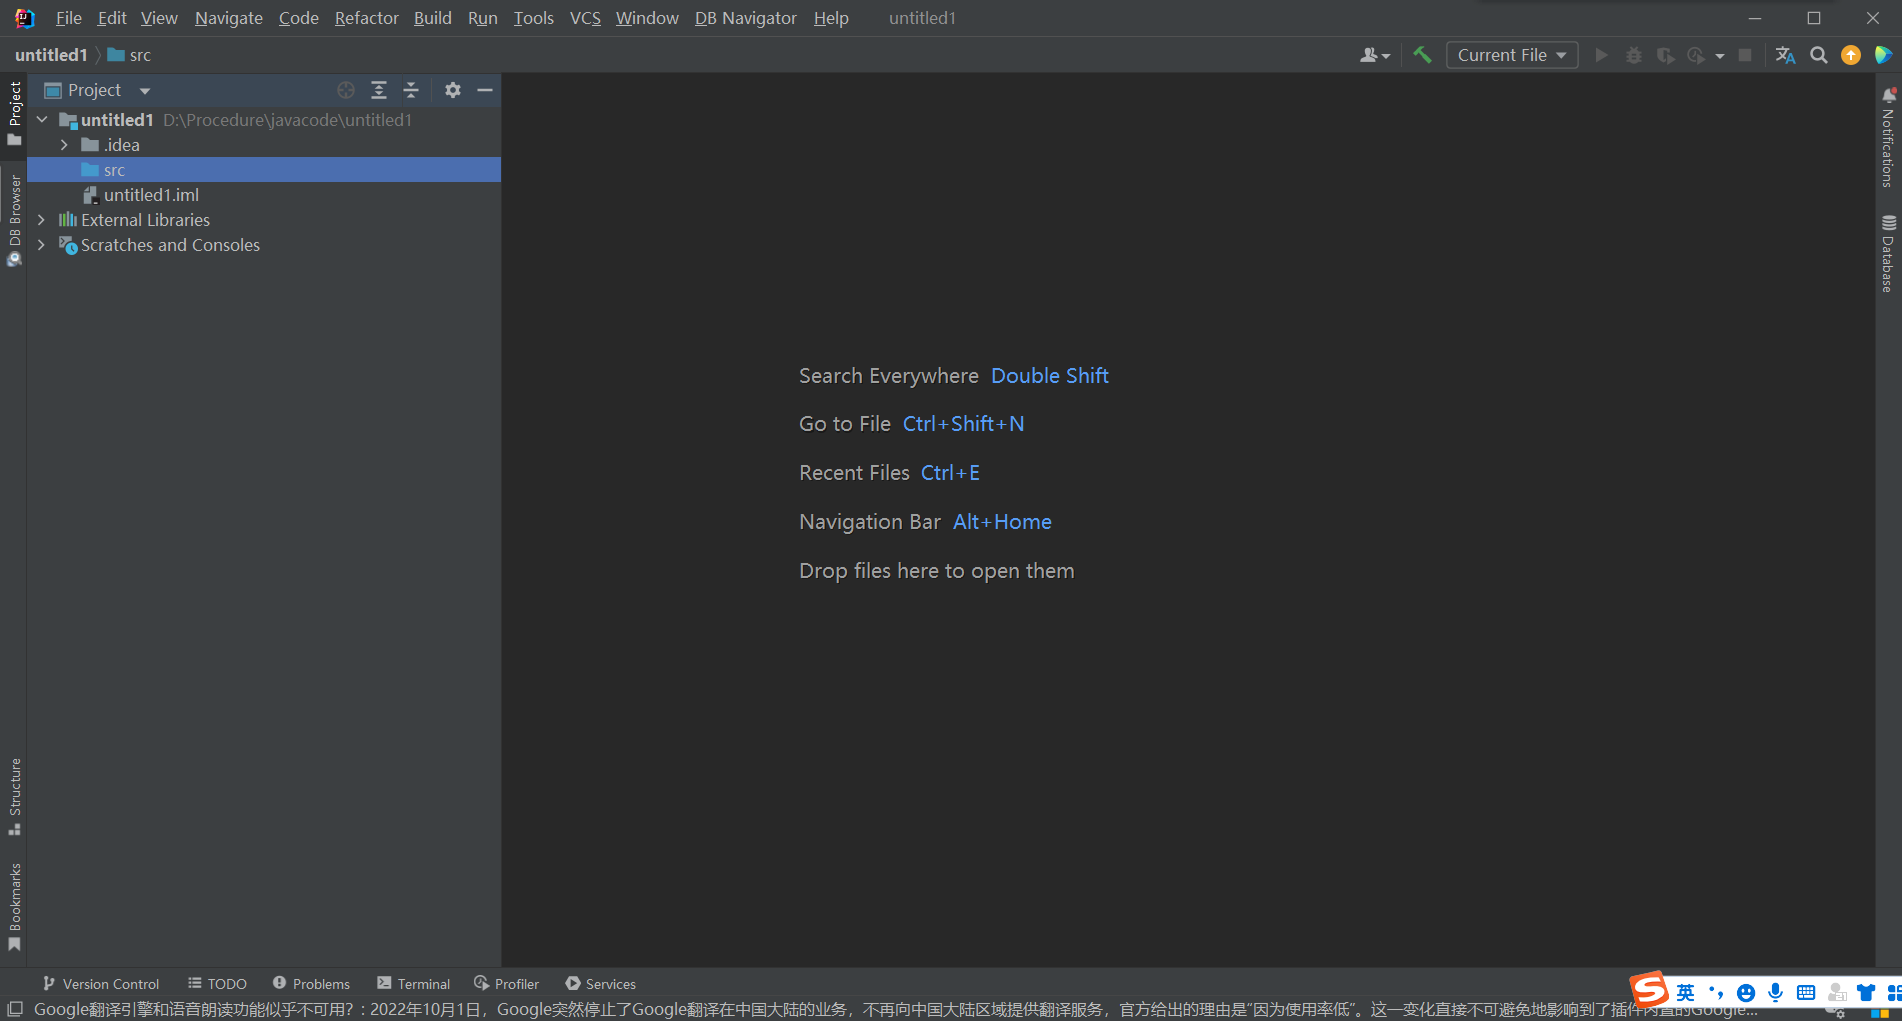 File Edit View Navigate Code Refactor Build Run Tools VCS Window DB Navigator Help untitled1
untitled1 src
Current File
Project
Project
untitled1 D:\Procedure\javacode\untitled1
.idea
src
untitled1.iml
External Libraries
Scratches and Consoles
DB Browser
Structure
Bookmarks
Search Everywhere Double Shift
Go to File Ctrl+Shift+N
Recent Files Ctrl+E
Navigation Bar Alt+Home
Drop files here to open them
Notifications
Database
Version Control TODO Problems Terminal Profiler Services
英
Google翻译引擎和语音朗读功能似乎不可用?: 2022年10月1日，Google突然停止了Google翻译在中国大陆的业务，不再向中国大陆区域提供翻译服务，官方给出的理由是“因为使用率低”。这一变化直接不可避免地影响到了插件内置的Google...